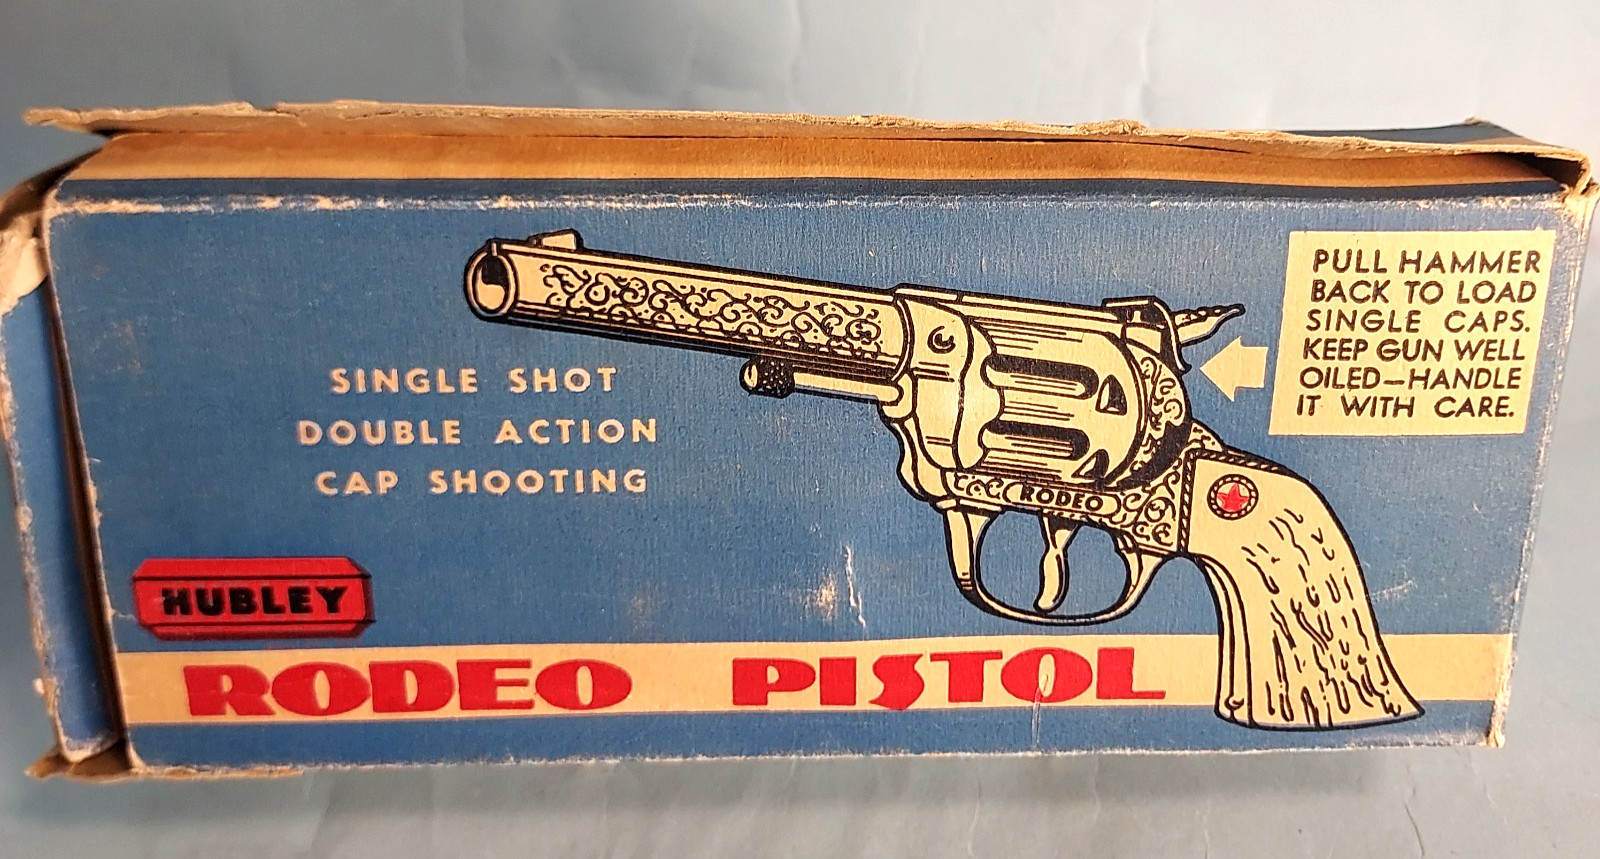 PULL HAMMER
BACK TO LOAD
SINGLE CAPS.
KEEP GUN WELL
OILED—HANDLE
IT WITH CARE.
SINGLE SHOT
DOUBLE ACTION
CAP SHOOTING
RODEO
HUBLEY
RODEO PISTOL